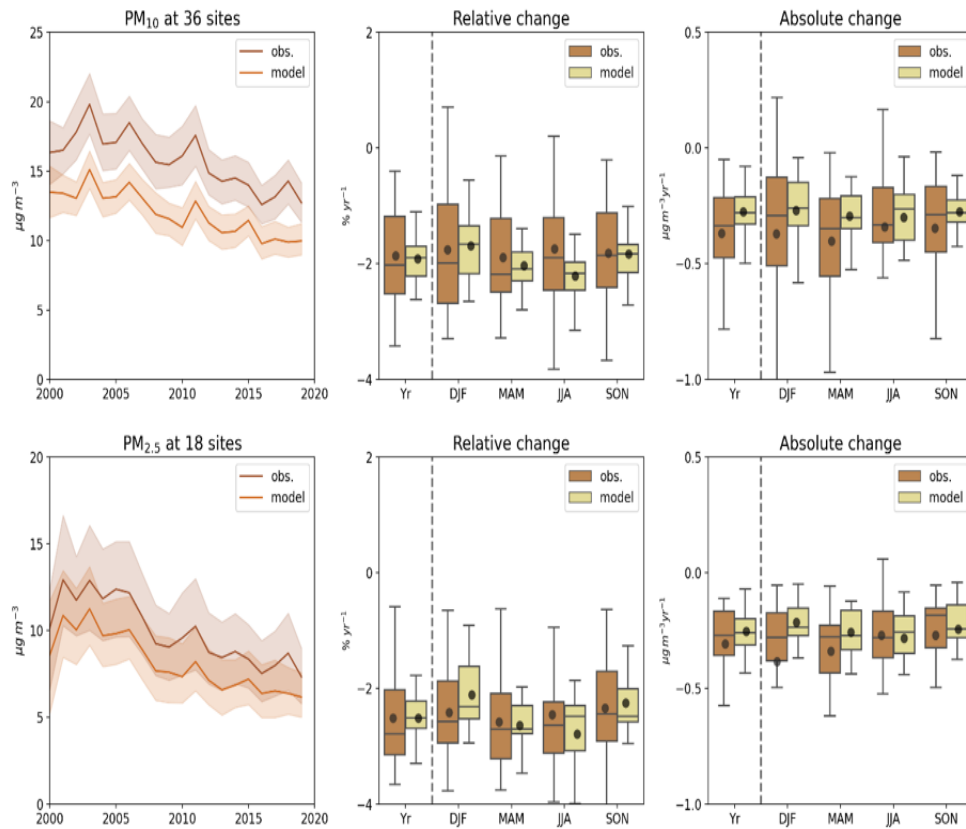 PM₁₀ at 36 sites
25
20
15
10
5
0
μg m⁻³
2000
2005
2010
2015
2020
obs.
model
Relative change
2
0
−2
−4
% yr⁻¹
Yr
DJF
MAM
JJA
SON
obs.
model
Absolute change
0.5
0.0
−0.5
−1.0
μg m⁻³yr⁻¹
Yr
DJF
MAM
JJA
SON
obs.
model
PM₂.₅ at 18 sites
20
15
10
5
0
μg m⁻³
2000
2005
2010
2015
2020
obs.
model
Relative change
2
0
−2
−4
% yr⁻¹
Yr
DJF
MAM
JJA
SON
obs.
model
Absolute change
0.5
0.0
−0.5
−1.0
μg m⁻³yr⁻¹
Yr
DJF
MAM
JJA
SON
obs.
model